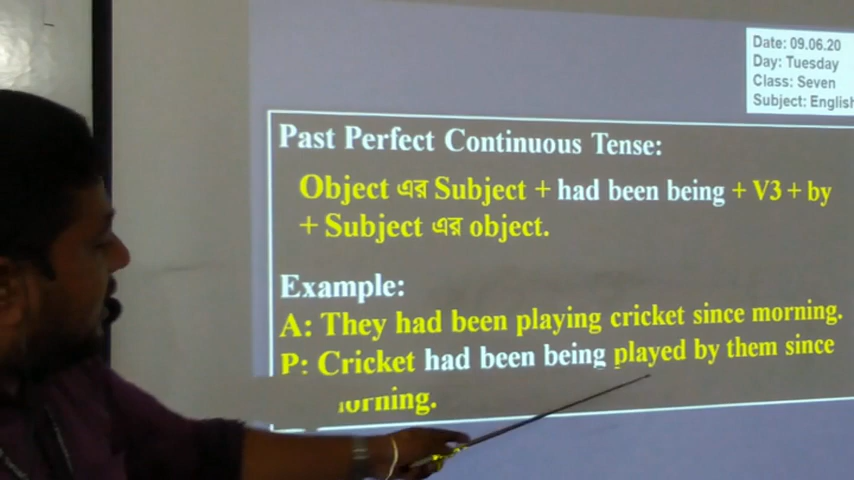 Date: 09.06.20
Day: Tuesday
Class: Seven
Subject: English
Past Perfect Continuous Tense:
Object এর Subject + had been being + V3 + by
+ Subject এর object.
Example:
A: They had been playing cricket since morning.
P: Cricket had been being played by them since
orning.